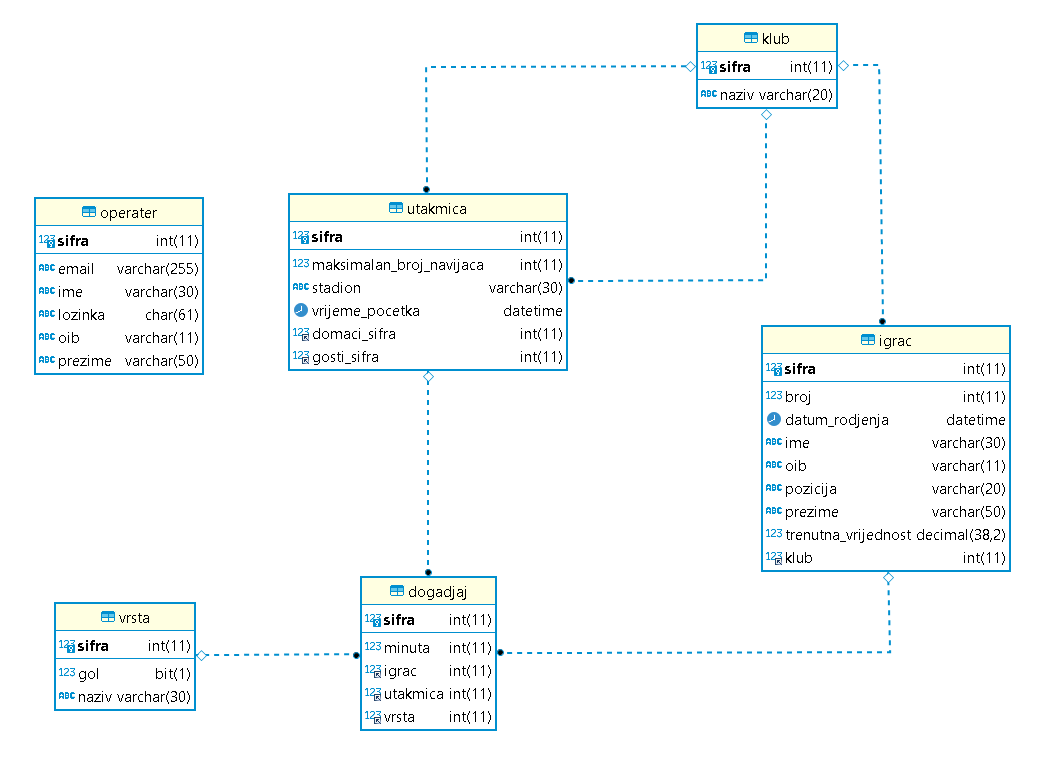 klub
sifra int(11)
naziv varchar(20)
operater
sifra int(11)
email varchar(255)
ime varchar(30)
lozinka char(61)
oib varchar(11)
prezime varchar(50)
utakmica
sifra int(11)
maksimalan_broj_navijaca int(11)
stadion varchar(30)
vrijeme_pocetka datetime
domaci_sifra int(11)
gosti_sifra int(11)
igrac
sifra int(11)
broj int(11)
datum_rodjenja datetime
ime varchar(30)
oib varchar(11)
pozicija varchar(20)
prezime varchar(50)
trenutna_vrijednost decimal(38,2)
klub int(11)
vrsta
sifra int(11)
gol bit(1)
naziv varchar(30)
dogadjaj
sifra int(11)
minuta int(11)
igrac int(11)
utakmica int(11)
vrsta int(11)